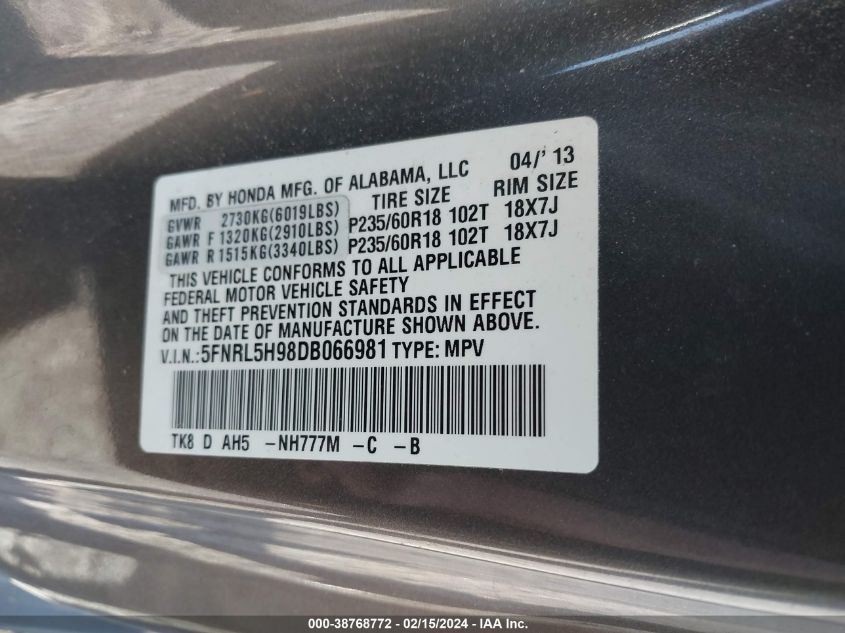 MFD. BY HONDA MFG. OF ALABAMA, LLC 04/' 13
TIRE SIZE RIM SIZE
GVWR 2730KG(6019LBS)
GAWR F 1320KG(2910LBS) P235/60R18 102T 18X7J
GAWR R 1515KG(3340LBS) P235/60R18 102T 18X7J
THIS VEHICLE CONFORMS TO ALL APPLICABLE
FEDERAL MOTOR VEHICLE SAFETY
AND THEFT PREVENTION STANDARDS IN EFFECT
ON THE DATE OF MANUFACTURE SHOWN ABOVE.
V.I.N.:5FNRL5H98DB066981 TYPE: MPV
TK8 D AH5 -NH777M -C -B
000-38768772 - 02/15/2024 - IAA Inc.